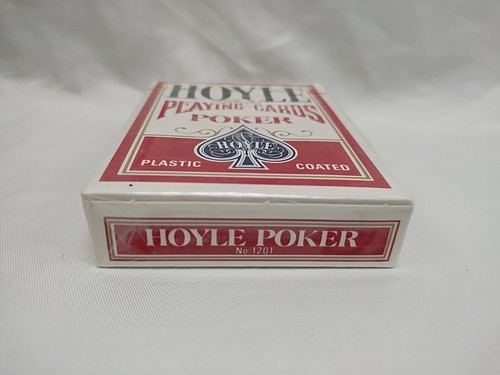 HOYLE
PLAYING CARDS
POKER
HOYLE
PLASTIC COATED
HOYLE POKER
No 1201